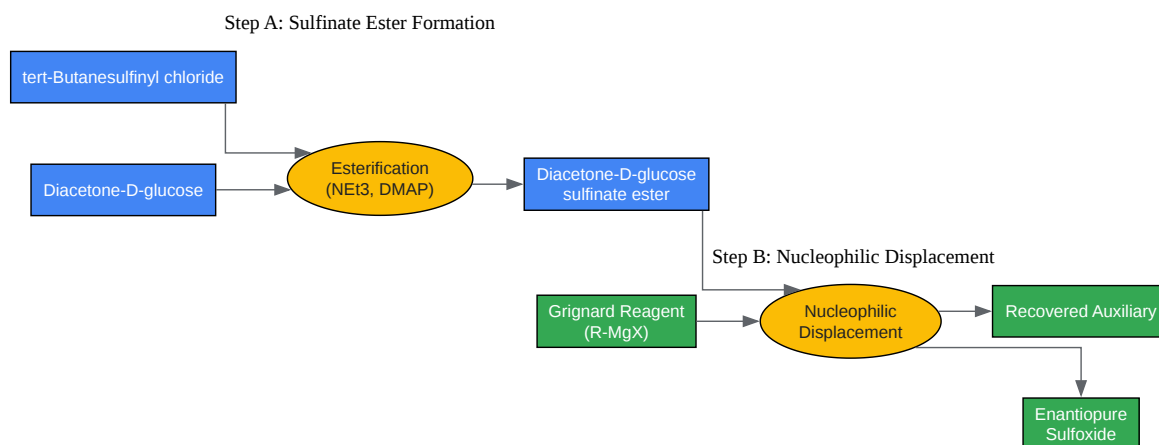 Step A: Sulfinate Ester Formation
tert-Butanesulfinyl chloride
Diacetone-D-glucose
Esterification
(NEt3, DMAP)
Diacetone-D-glucose
sulfinate ester
Step B: Nucleophilic Displacement
Grignard Reagent
(R-MgX)
Nucleophilic
Displacement
Recovered Auxiliary
Enantiopure
Sulfoxide